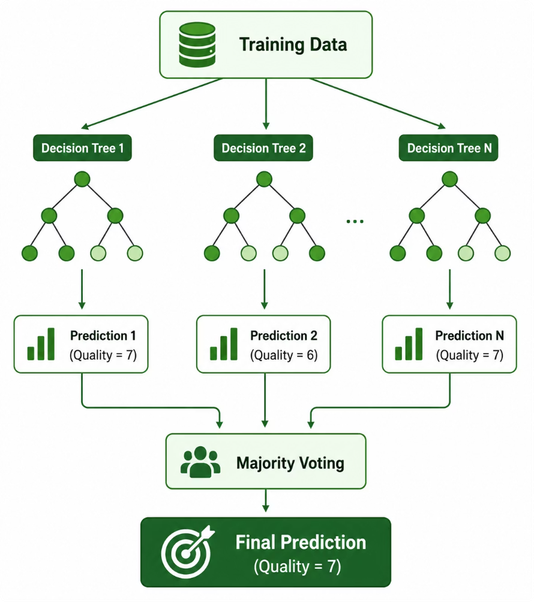 Training Data
Decision Tree 1
Decision Tree 2
Decision Tree N
...
Prediction 1
(Quality = 7)
Prediction 2
(Quality = 6)
Prediction N
(Quality = 7)
Majority Voting
Final Prediction
(Quality = 7)